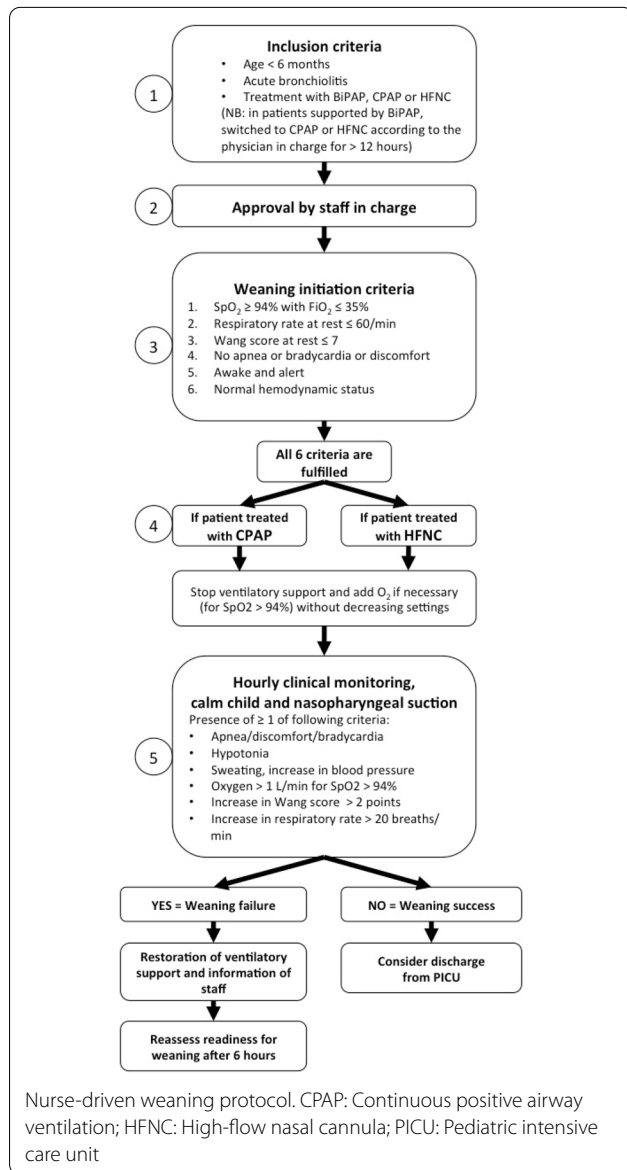 Inclusion criteria
• Age < 6 months
• Acute bronchiolitis
• Treatment with BiPAP, CPAP or HFNC
(NB: in patients supported by BiPAP,
switched to CPAP or HFNC according to the
physician in charge for > 12 hours)
1
2
Approval by staff in charge
Weaning initiation criteria
1. SpO₂ ≥ 94% with FiO₂ ≤ 35%
2. Respiratory rate at rest ≤ 60/min
3. Wang score at rest ≤ 7
4. No apnea or bradycardia or discomfort
5. Awake and alert
6. Normal hemodynamic status
3
All 6 criteria are
fulfilled
4
If patient treated
with CPAP
If patient treated
with HFNC
Stop ventilatory support and add O₂ if necessary
(for SpO2 > 94%) without decreasing settings
Hourly clinical monitoring,
calm child and nasopharyngeal suction
Presence of ≥ 1 of following criteria:
• Apnea/discomfort/bradycardia
• Hypotonia
• Sweating, increase in blood pressure
• Oxygen > 1 L/min for SpO2 > 94%
• Increase in Wang score > 2 points
• Increase in respiratory rate > 20 breaths/
min
5
YES = Weaning failure
NO = Weaning success
Restoration of ventilatory
support and information of
staff
Consider discharge
from PICU
Reassess readiness for
weaning after 6 hours
Nurse-driven weaning protocol. CPAP: Continuous positive airway
ventilation; HFNC: High-flow nasal cannula; PICU: Pediatric intensive
care unit